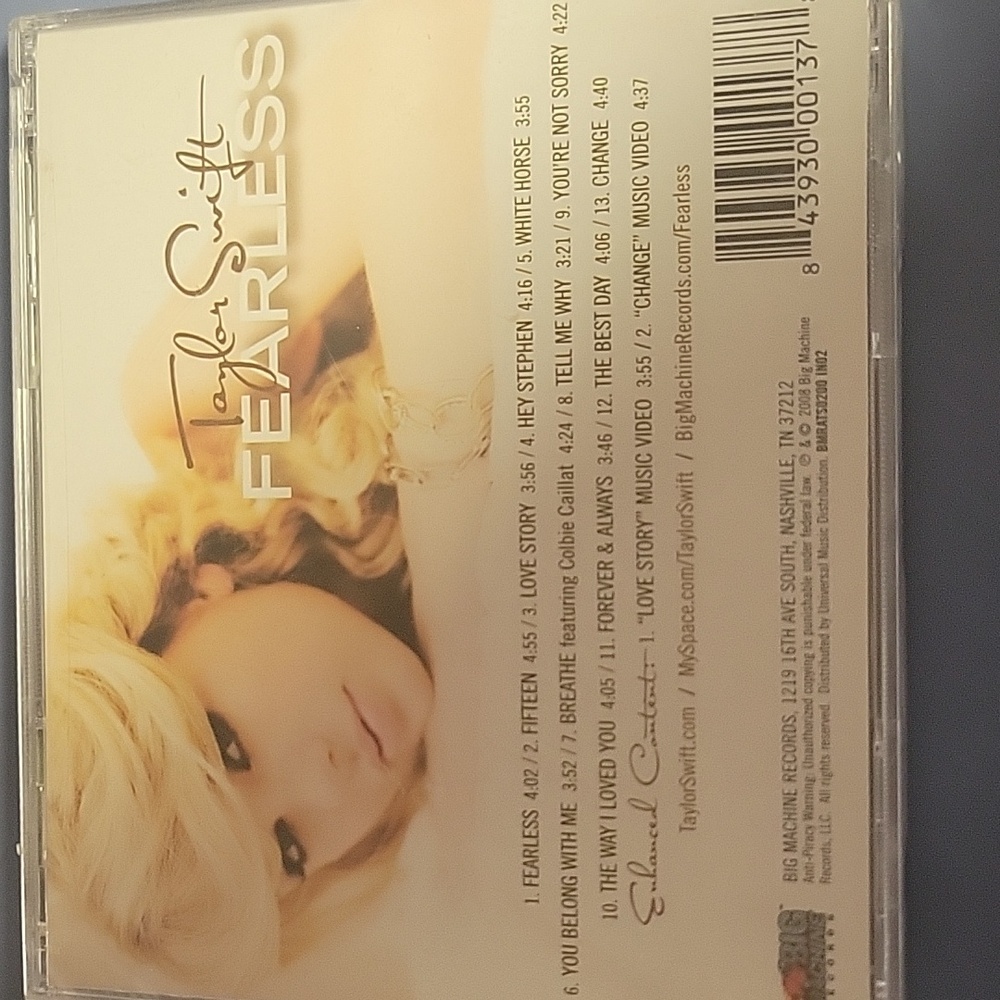 Taylor Swift
FEARLESS
1. FEARLESS 4:02 / 2. FIFTEEN 4:55 / 3. LOVE STORY 3:56 / 4. HEY STEPHEN 4:16 / 5. WHITE HORSE 3:55
6. YOU BELONG WITH ME 3:52 / 7. BREATHE featuring Colbie Caillat 4:24 / 8. TELL ME WHY 3:21 / 9. YOU'RE NOT SORRY 4:22
10. THE WAY I LOVED YOU 4:05 / 11. FOREVER & ALWAYS 3:46 / 12. THE BEST DAY 4:06 / 13. CHANGE 4:40
Enhanced Content: 1. "LOVE STORY" MUSIC VIDEO 3:55 / 2. "CHANGE" MUSIC VIDEO 4:37
TaylorSwift.com / MySpace.com/TaylorSwift / BigMachineRecords.com/Fearless
BIG MACHINE RECORDS
BIG MACHINE RECORDS, 1219 16TH AVE SOUTH, NASHVILLE, TN 37212
Anti-Piracy Warning: Unauthorized copying is punishable under federal law. ℗ & © 2008 Big Machine
Records, LLC. All rights reserved. Distributed by Universal Music Distribution. BMRATS0200 IN02
8 43930 00137